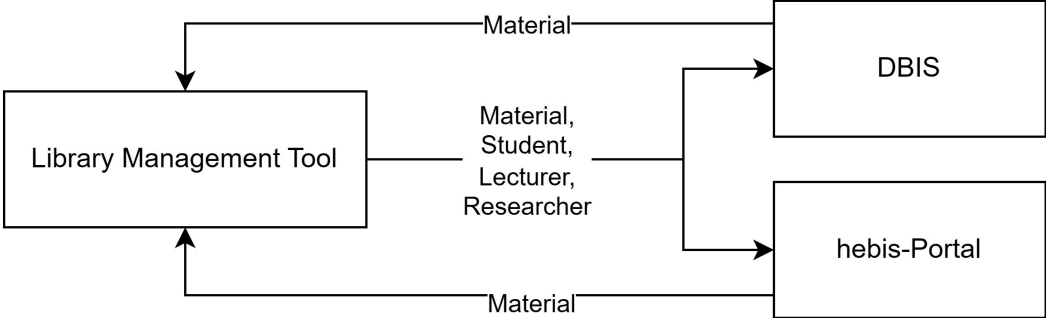 Material
DBIS
Library Management Tool
Material,
Student,
Lecturer,
Researcher
hebis-Portal
Material